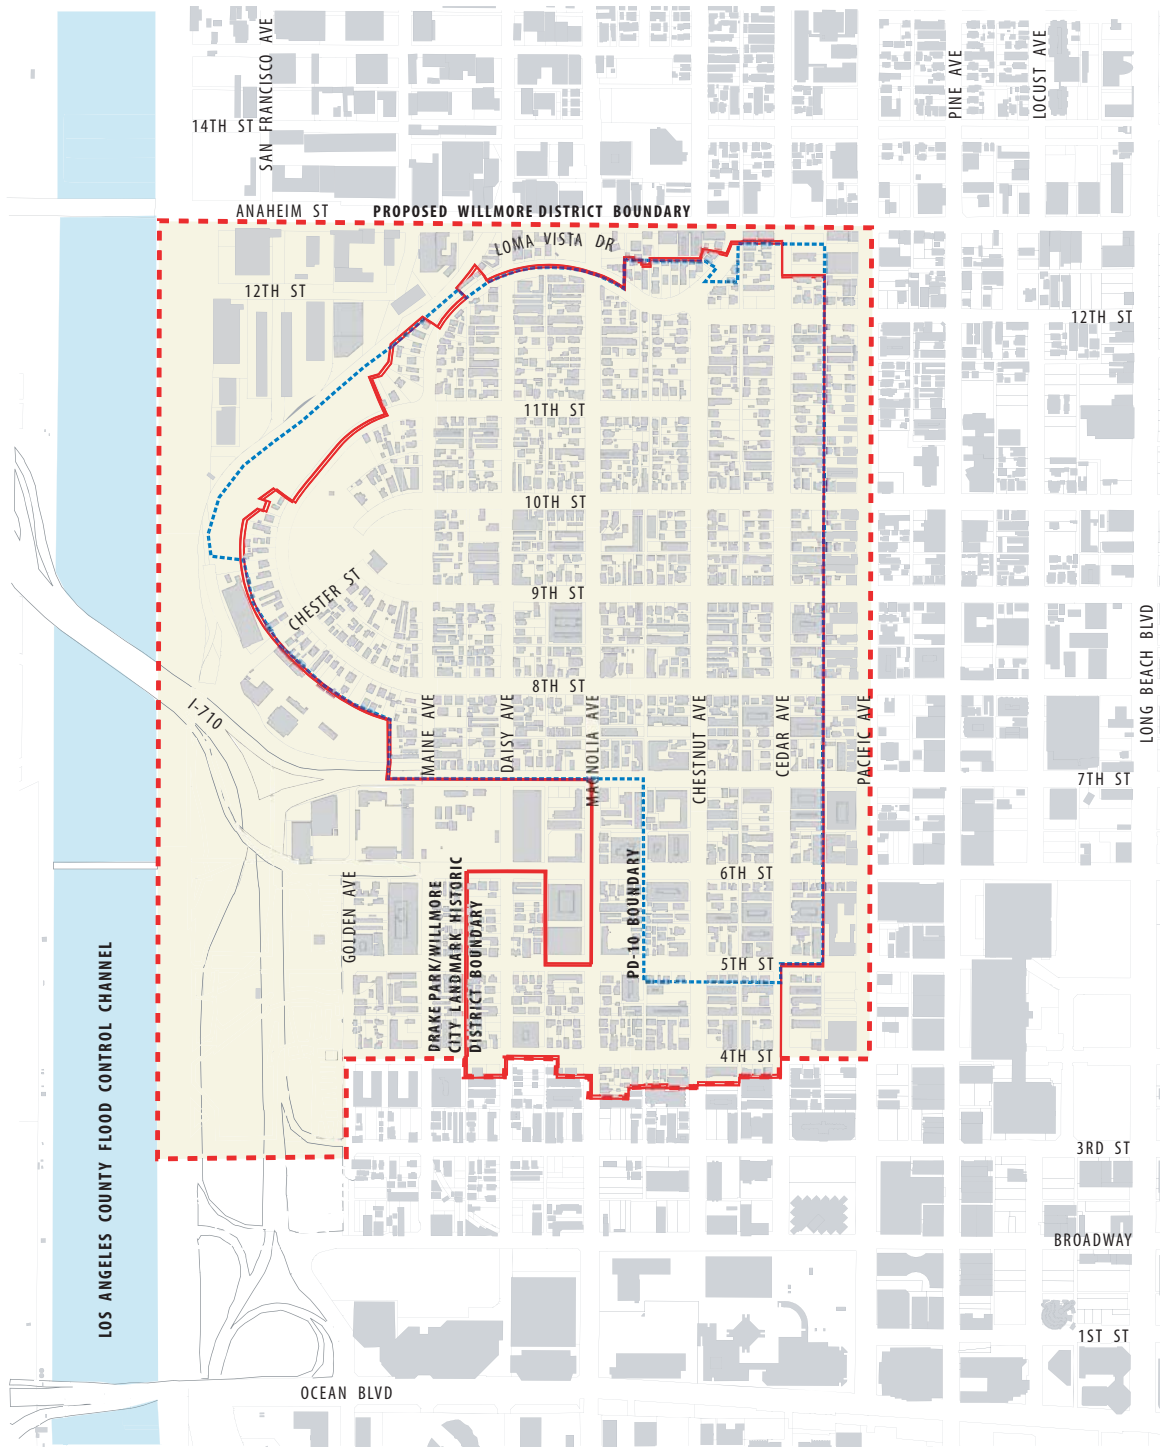 SAN FRANCISCO AVE
PINE AVE
LOCUST AVE
14TH ST
ANAHEIM ST
PROPOSED WILLMORE DISTRICT BOUNDARY
LOMA VISTA DR
12TH ST
12TH ST
11TH ST
10TH ST
9TH ST
CHESTER ST
LONG BEACH BLVD
8TH ST
I-710
MAINE AVE
DAISY AVE
MAGNOLIA AVE
CHESTNUT AVE
CEDAR AVE
PACIFIC AVE
7TH ST
6TH ST
GOLDEN AVE
DRAKE PARK/WILLMORE
CITY LANDMARK HISTORIC
DISTRICT BOUNDARY
PD-10 BOUNDARY
5TH ST
4TH ST
LOS ANGELES COUNTY FLOOD CONTROL CHANNEL
3RD ST
BROADWAY
1ST ST
OCEAN BLVD